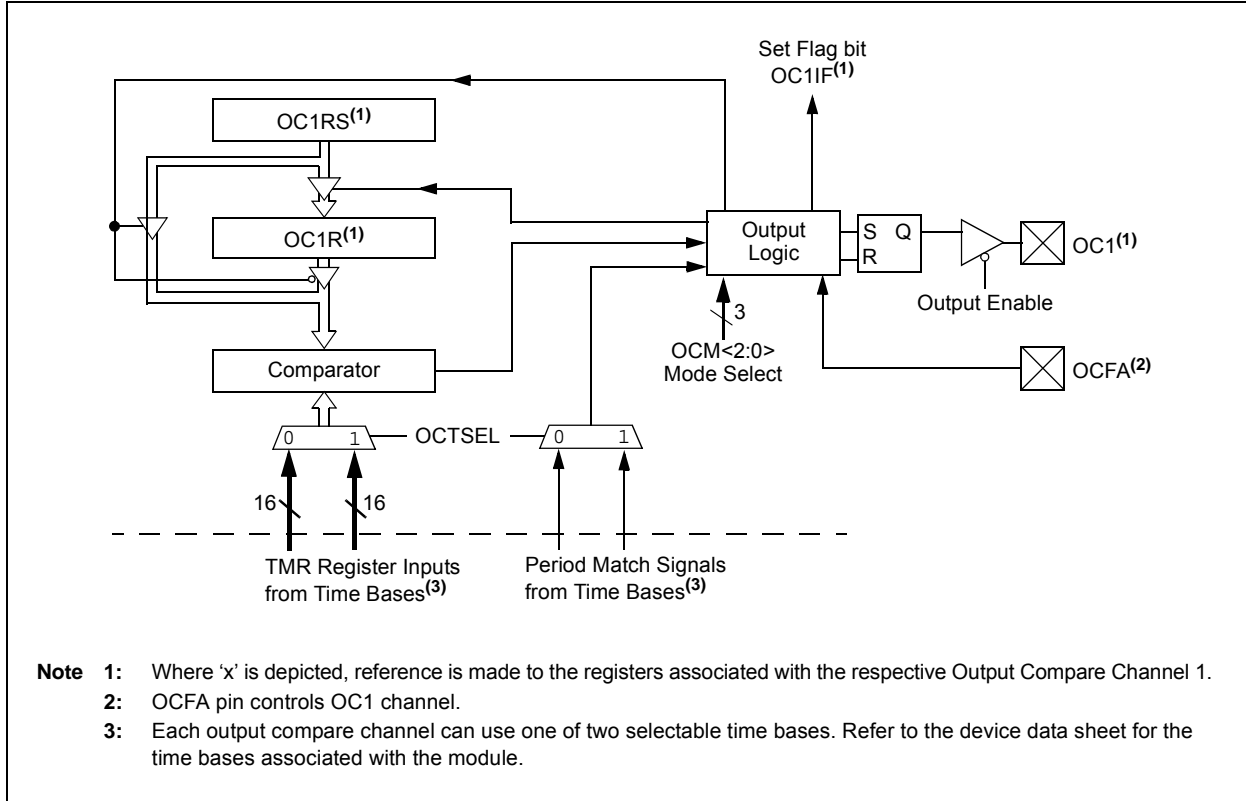 Set Flag bit
OC1IF(1)
OC1RS(1)
OC1R(1)
Output
Logic
S Q
R
OC1(1)
Output Enable
3
OCM<2:0>
Mode Select
OCFA(2)
Comparator
0 1
OCTSEL
0 1
16
16
TMR Register Inputs
from Time Bases(3)
Period Match Signals
from Time Bases(3)
Note 1: Where ‘x’ is depicted, reference is made to the registers associated with the respective Output Compare Channel 1.
2: OCFA pin controls OC1 channel.
3: Each output compare channel can use one of two selectable time bases. Refer to the device data sheet for the
time bases associated with the module.